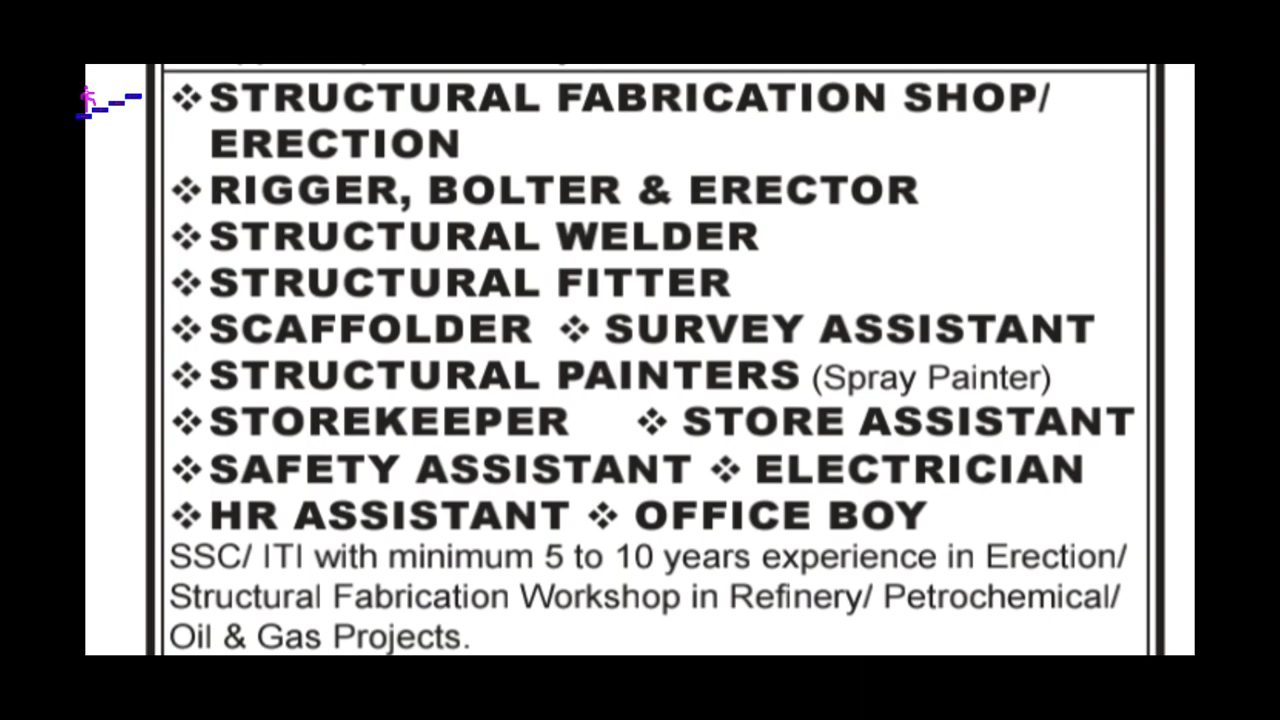 ❖ STRUCTURAL FABRICATION SHOP/
ERECTION
❖ RIGGER, BOLTER & ERECTOR
❖ STRUCTURAL WELDER
❖ STRUCTURAL FITTER
❖ SCAFFOLDER ❖ SURVEY ASSISTANT
❖ STRUCTURAL PAINTERS (Spray Painter)
❖ STOREKEEPER ❖ STORE ASSISTANT
❖ SAFETY ASSISTANT ❖ ELECTRICIAN
❖ HR ASSISTANT ❖ OFFICE BOY
SSC/ ITI with minimum 5 to 10 years experience in Erection/
Structural Fabrication Workshop in Refinery/ Petrochemical/
Oil & Gas Projects.